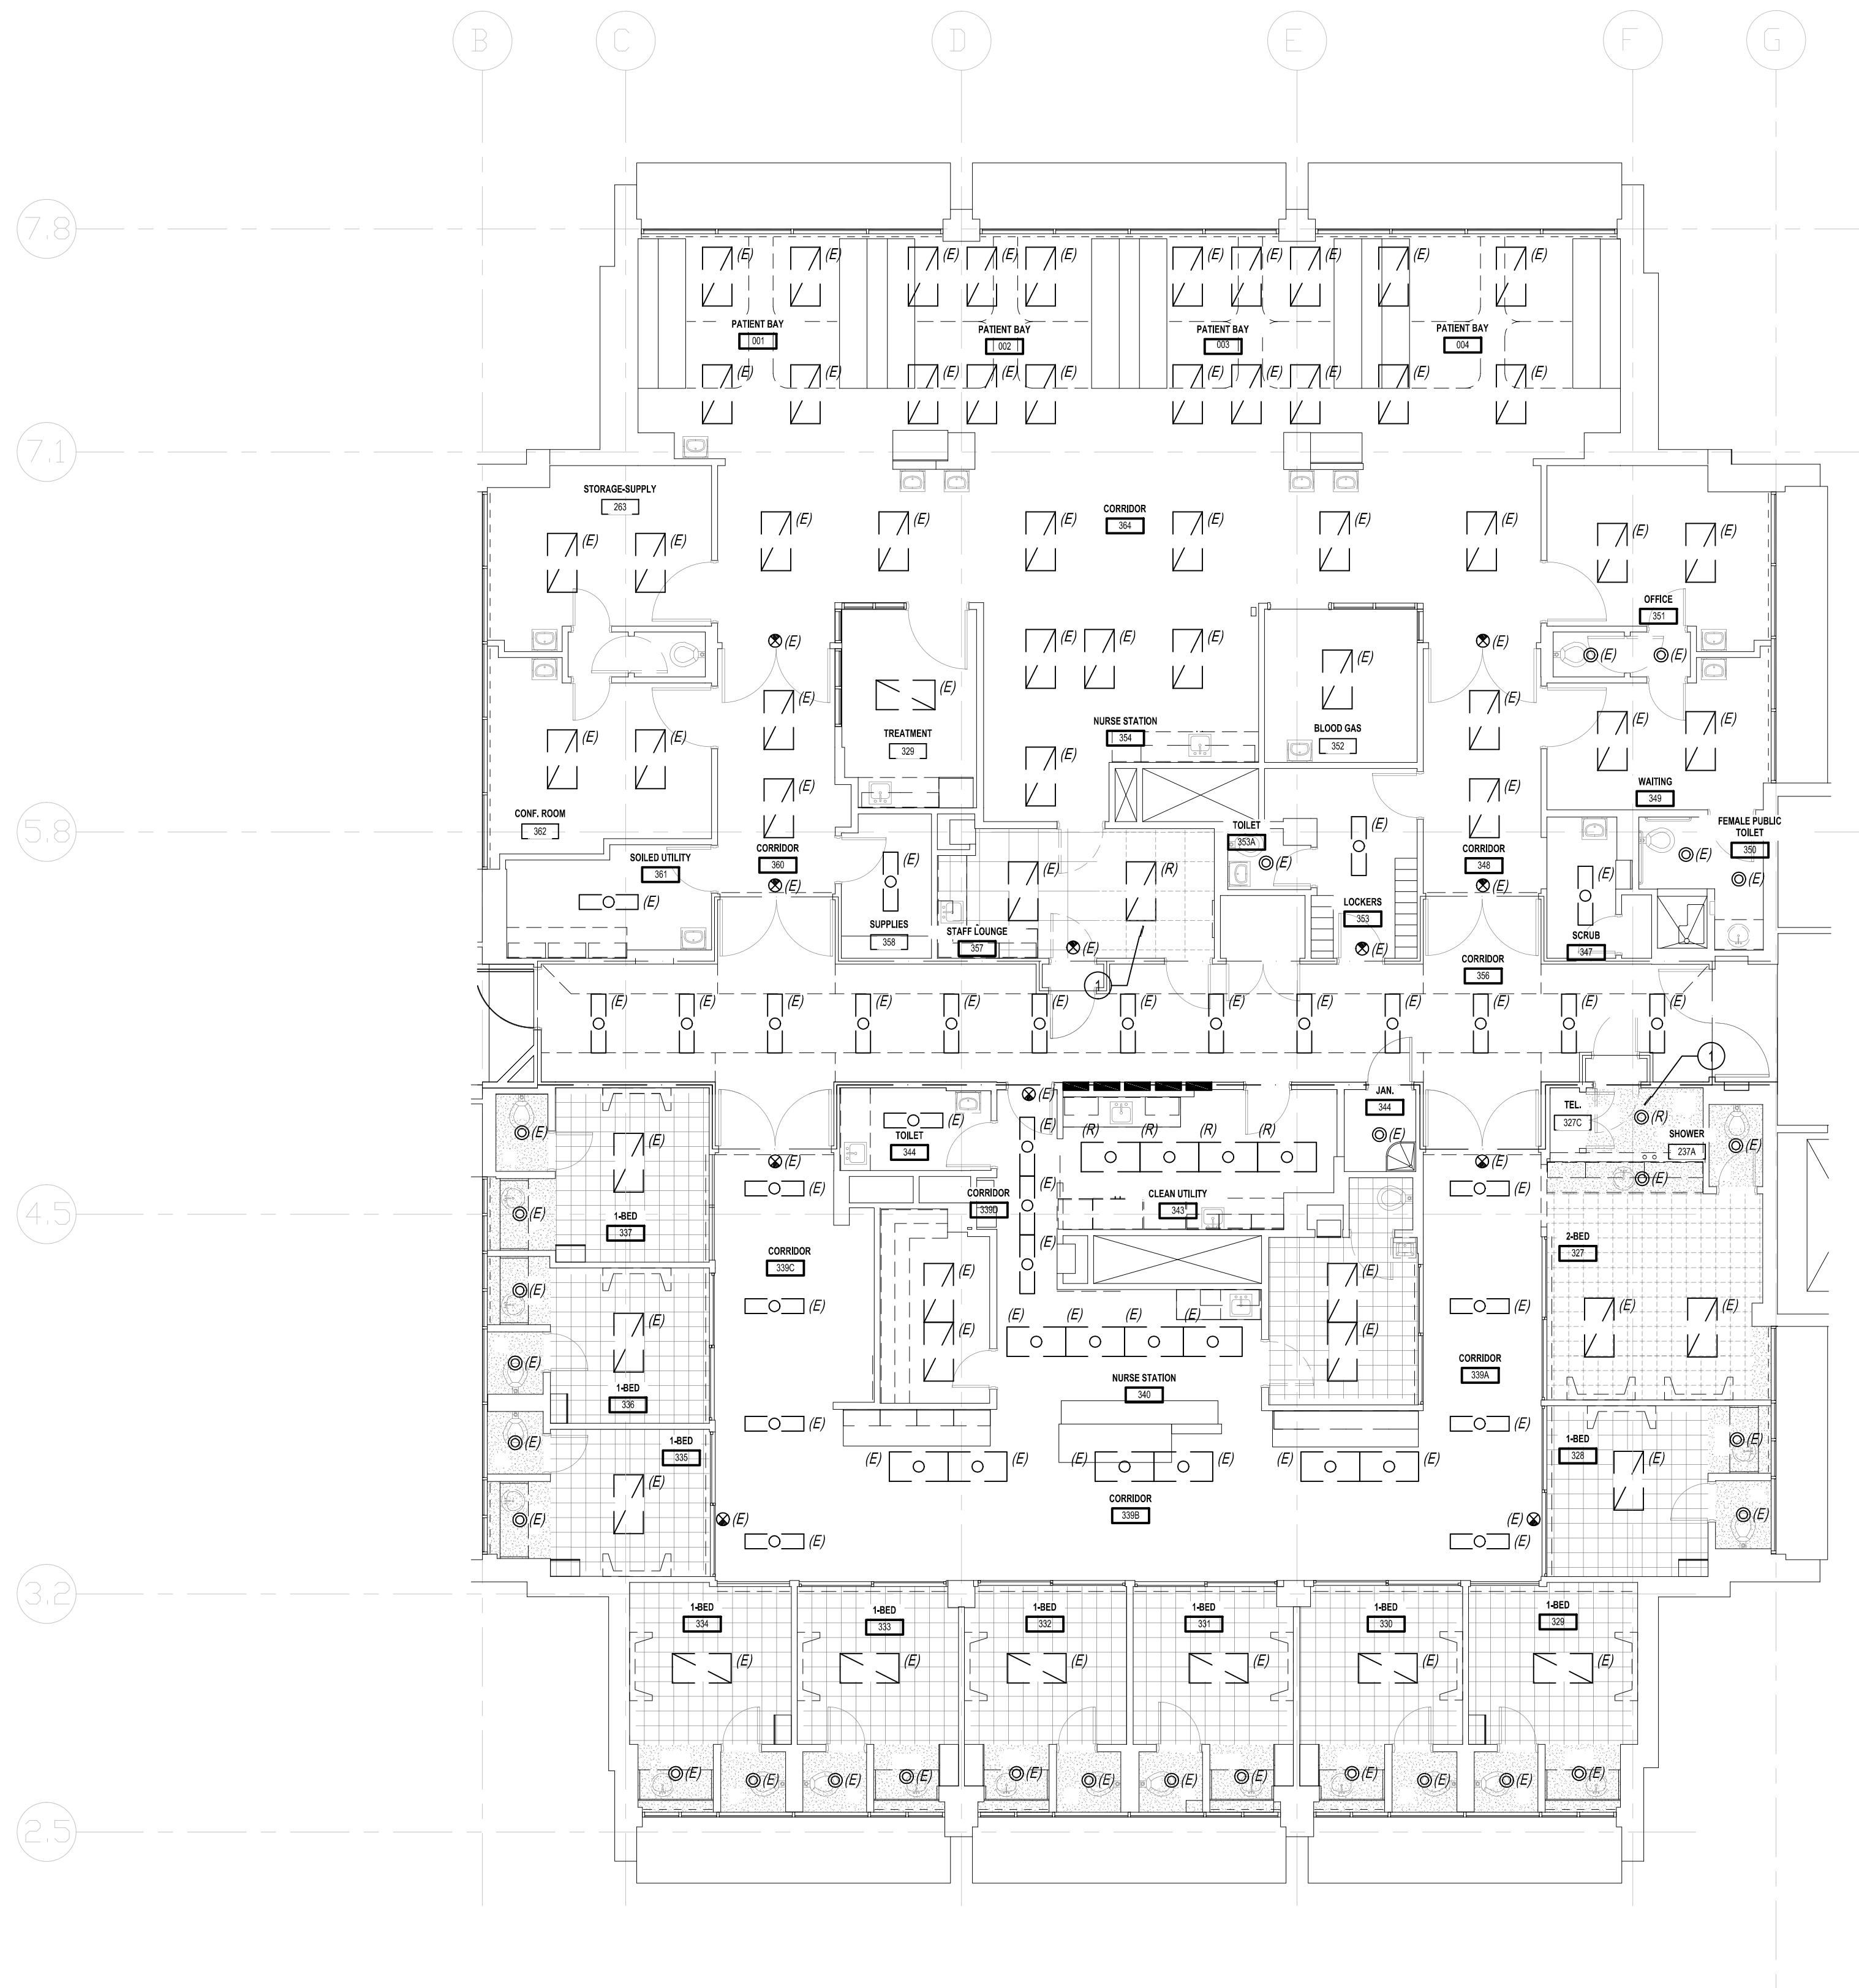 B C D E F G
7.8
(E) (E) (E) (E) (E) (E) (E) (E) (E) (E)
PATIENT BAY
001
PATIENT BAY
002
PATIENT BAY
003
PATIENT BAY
004
(E) (E) (E) (E) (E) (E) (E) (E) (E) (E)
7.1
STORAGE-SUPPLY
263
CORRIDOR
364
(E) (E) (E) (E) (E) (E)
(E) (E)
(E) (E)
OFFICE
351
(E) (E)
(E) (E)
(E) (E) (E)
(E)
(E)
TREATMENT
329
NURSE STATION
354
BLOOD GAS
352
(E) (E)
(E) (E)
(E) (E)
(E) (E)
(E)
(E) (E)
WAITING
349
CONF. ROOM
362
5.8
TOILET
353A
(E)
(E)
FEMALE PUBLIC
TOILET
350
(E)
(E)
SOILED UTILITY
361
(E)
CORRIDOR
360
(E)
(E)
SUPPLIES
358
(E)
(R)
STAFF LOUNGE
357
(E)
LOCKERS
353
(E)
CORRIDOR
348
(E)
(E)
SCRUB
347
CORRIDOR
356
1
(E) (E) (E) (E) (E) (E) (E) (E) (E) (E) (E) (E) (E)
1
(E)
JAN.
344
(E)
TEL.
327C
(R)
SHOWER
237A
(E)
(E)
(E)
(E)
(E)
TOILET
344
(E)
(R) (R) (R) (R)
(E)
(E)
(E)
(E)
4.5
(E)
1-BED
337
CORRIDOR
339D
(E)
CLEAN UTILITY
343
2-BED
327
CORRIDOR
339C
(E)
(E)
(E)
(E)
(E)
(E)
(E)
(E) (E) (E) (E)
(E)
(E)
(E)
(E) (E)
(E)
1-BED
336
NURSE STATION
340
CORRIDOR
339A
(E)
(E)
(E)
1-BED
335
1-BED
328
(E)
(E)
(E)
(E) (E) (E) (E) (E) (E)
(E)
CORRIDOR
339B
(E)
(E)
(E)
(E)
(E)
(E)
3.2
1-BED
334
1-BED
333
1-BED
332
1-BED
331
1-BED
330
1-BED
329
(E) (E) (E) (E) (E) (E)
(E) (E) (E) (E) (E) (E) (E) (E) (E) (E) (E) (E)
2.5